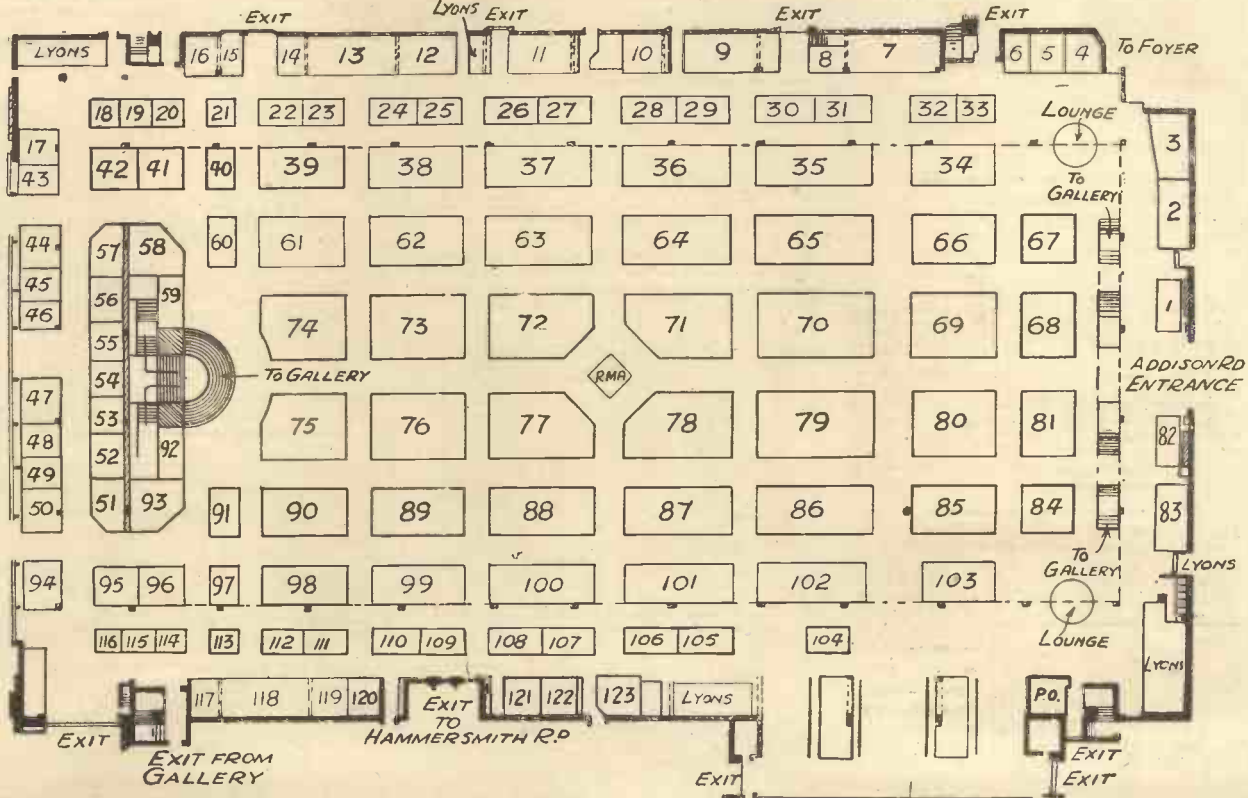 EXIT
LYONS
EXIT
EXIT
EXIT
LYONS
16 15 14 13 12 11 10 9 8 7 6 5 4
TO FOYER
18 19 20 21 22 23 24 25 26 27 28 29 30 31 32 33
LOUNGE
17
42 41 40 39 38 37 36 35 34
3
43
TO
GALLERY
2
44 57 58 60 61 62 63 64 65 66 67
45
56 59
46
1
74 73 72 71 70 69 68
55
54
TO GALLERY
RMA
ADDISON RD
ENTRANCE
47
53
75 76 77 78 79 80 81
82
48
52 92
49
50 51 93 91 90 89 88 87 86 85 84 83
TO
GALLERY
LYONS
94 95 96 97 98 99 100 101 102 103
LOUNGE
116 115 114 113 112 111 110 109 108 107 106 105 104
LYONS
117 118 119 120
121 122 123 LYONS
P.O.
EXIT
TO
HAMMERSMITH RD
EXIT
EXIT FROM
GALLERY
EXIT
EXIT
EXIT